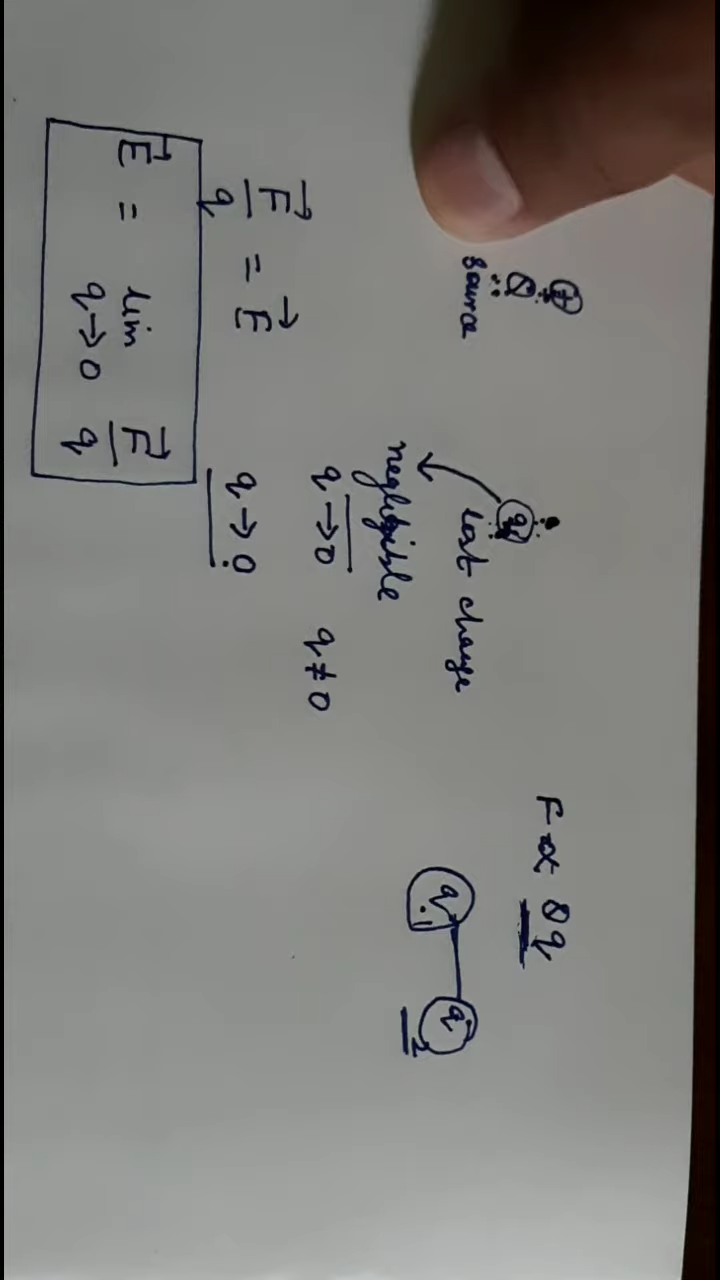 + F ∝ Qq
Q q
source test charge q₁ q₂
negligible
q → 0 q ≠ 0
F⃗/q = E⃗
q → 0
E⃗ = lim q→0 F⃗/q